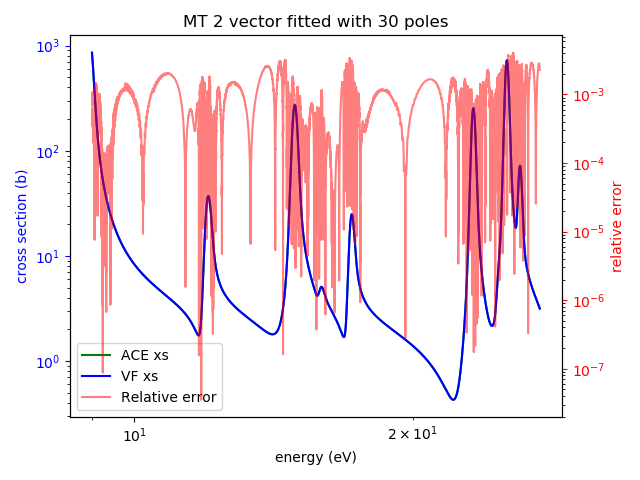 MT 2 vector fitted with 30 poles
10³
10²
10¹
10⁰
cross section (b)
10⁻³
10⁻⁴
10⁻⁵
10⁻⁶
10⁻⁷
relative error
ACE xs
VF xs
Relative error
10¹
2 × 10¹
energy (eV)